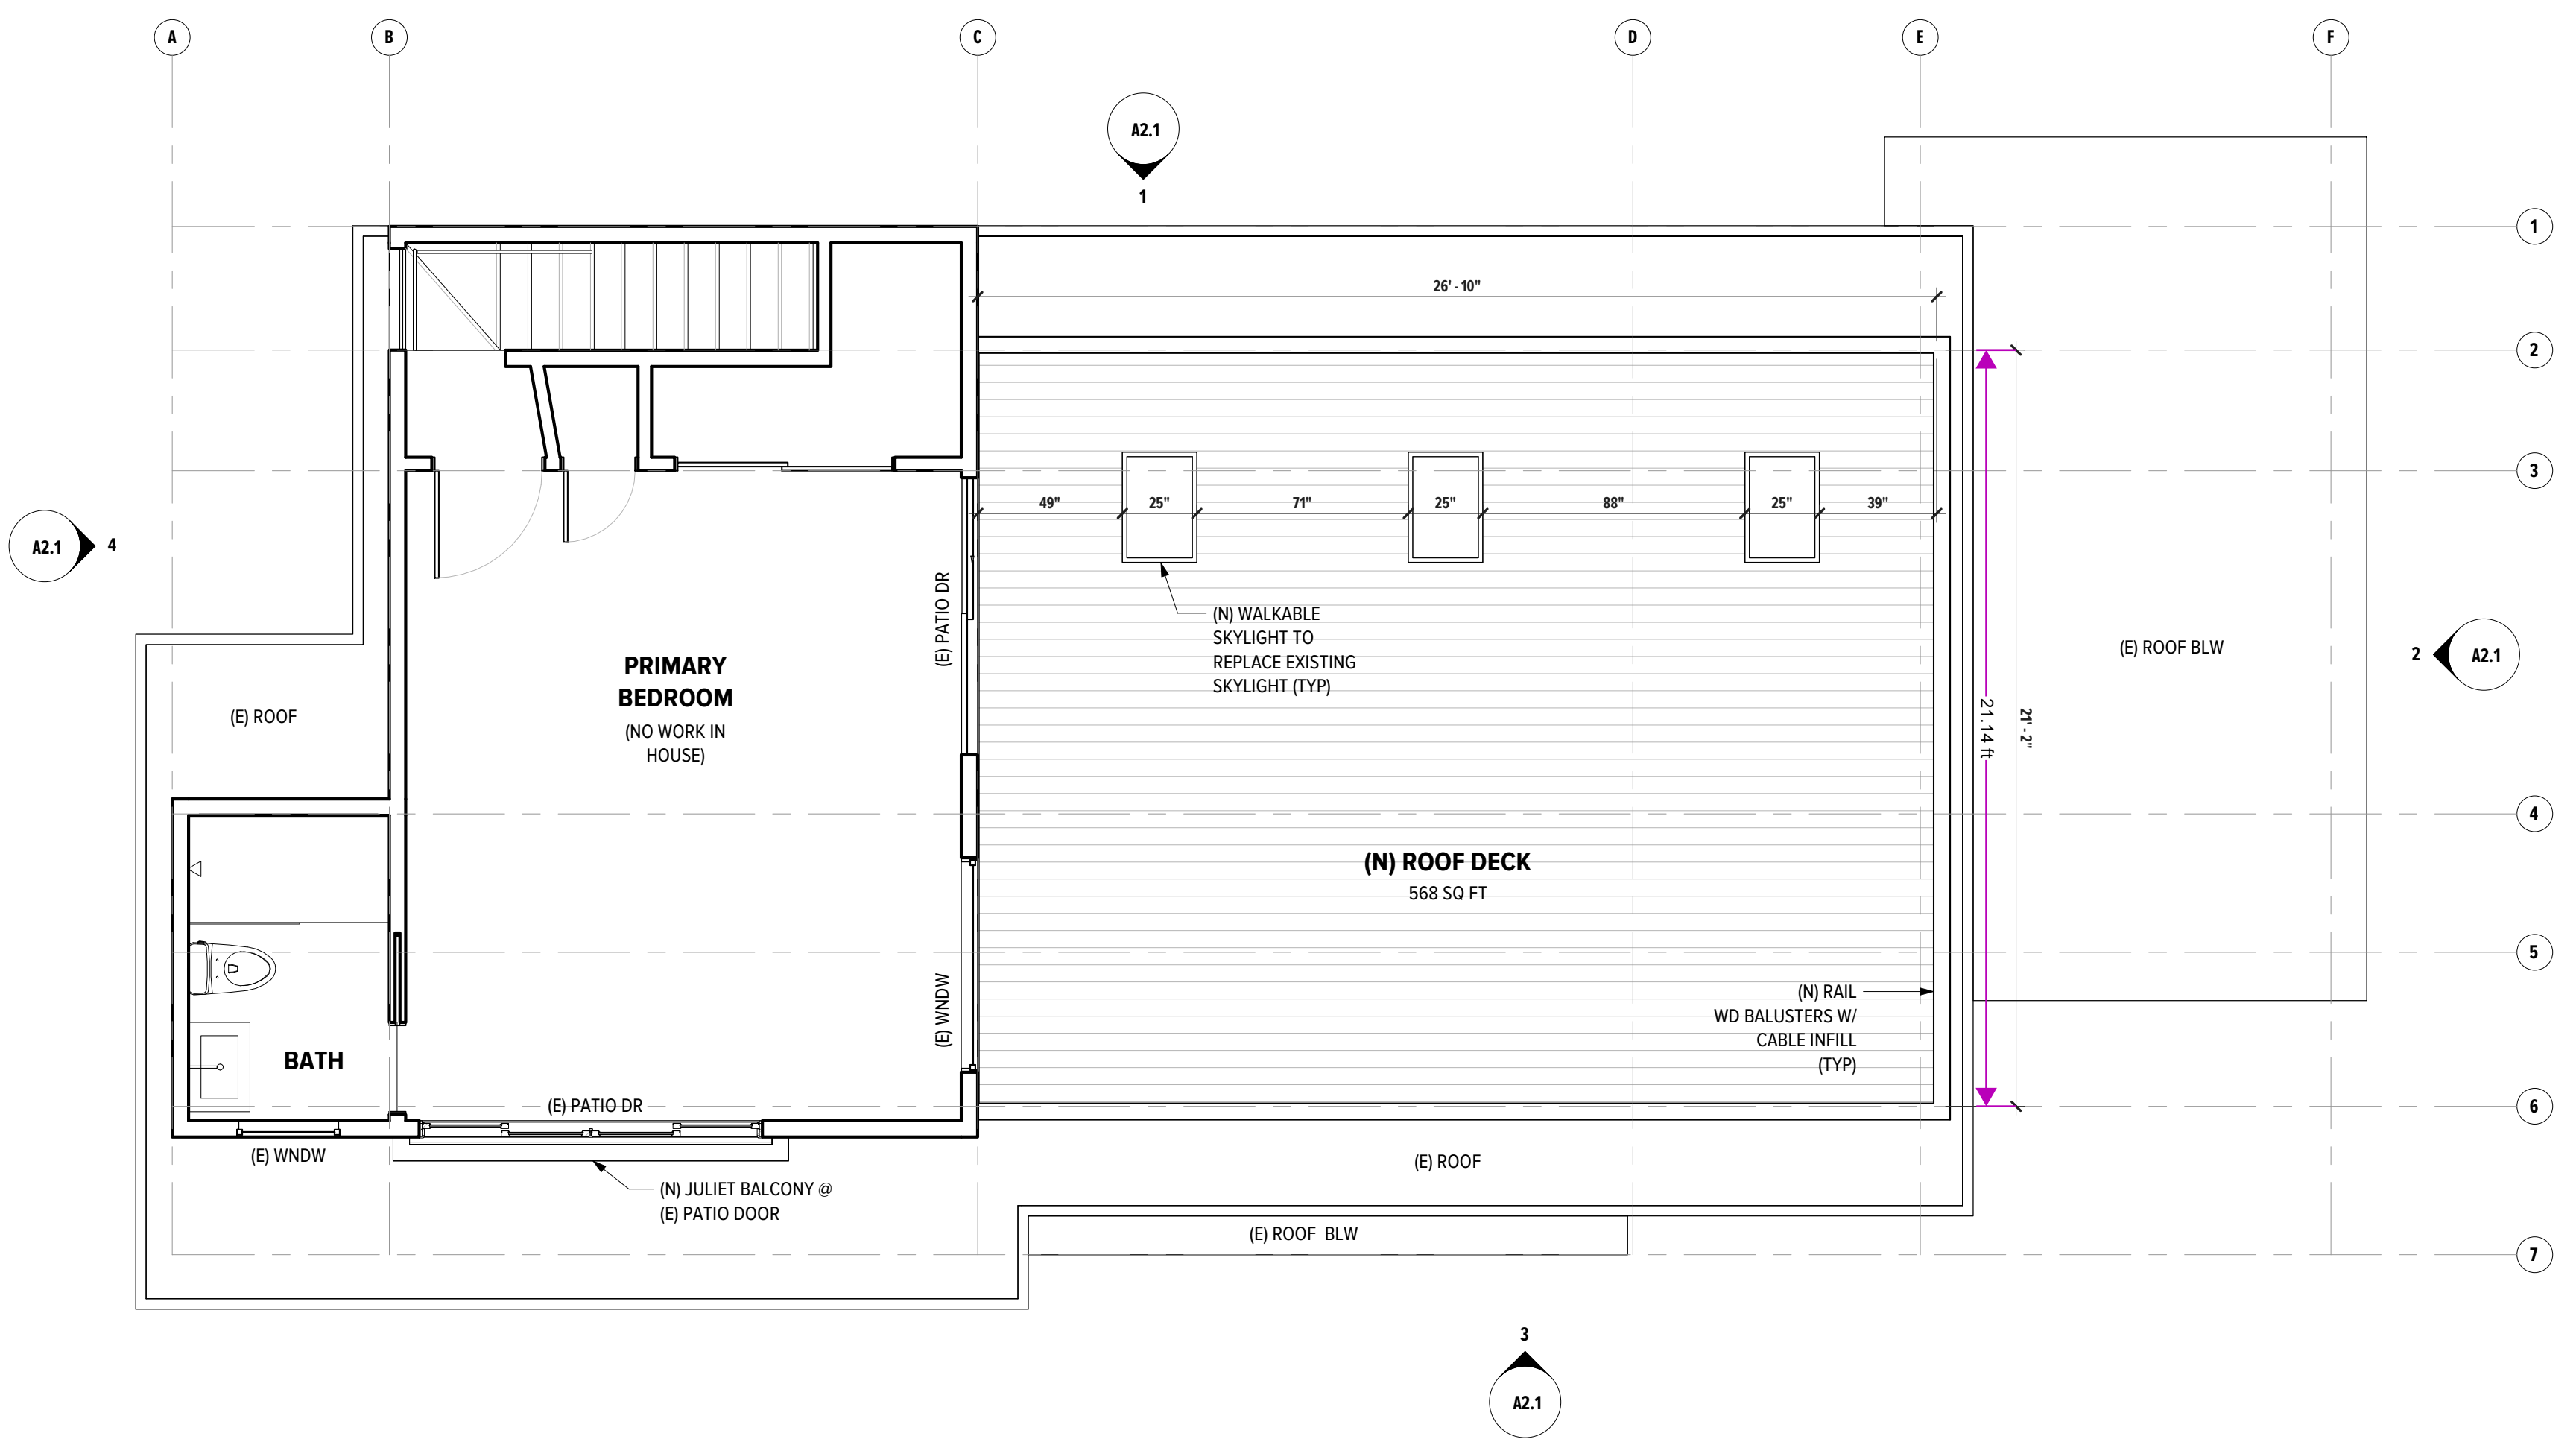 A
B
C
D
E
F
A2.1
1
1
26' - 10"
2
3
49"
25"
71"
25"
88"
25"
39"
A2.1
4
(E) PATIO DR
(N) WALKABLE
SKYLIGHT TO
REPLACE EXISTING
SKYLIGHT (TYP)
PRIMARY
BEDROOM
(NO WORK IN
HOUSE)
(E) ROOF
(E) ROOF BLW
2
A2.1
21.14 ft
21' - 2"
4
(N) ROOF DECK
568 SQ FT
5
(E) WNDW
(N) RAIL
WD BALUSTERS W/
CABLE INFILL
(TYP)
BATH
(E) PATIO DR
6
(E) WNDW
(E) ROOF
(N) JULIET BALCONY @
(E) PATIO DOOR
(E) ROOF BLW
7
3
A2.1